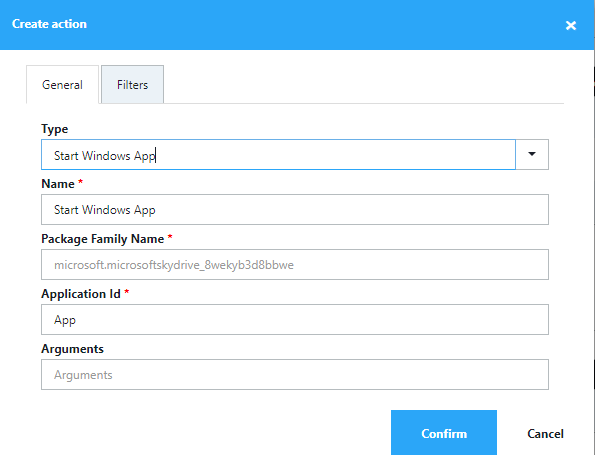 Create action
×
General
Filters
Type
Start Windows App
Name *
Start Windows App
Package Family Name *
microsoft.microsoftskydrive_8wekyb3d8bbwe
Application Id *
App
Arguments
Arguments
Confirm
Cancel